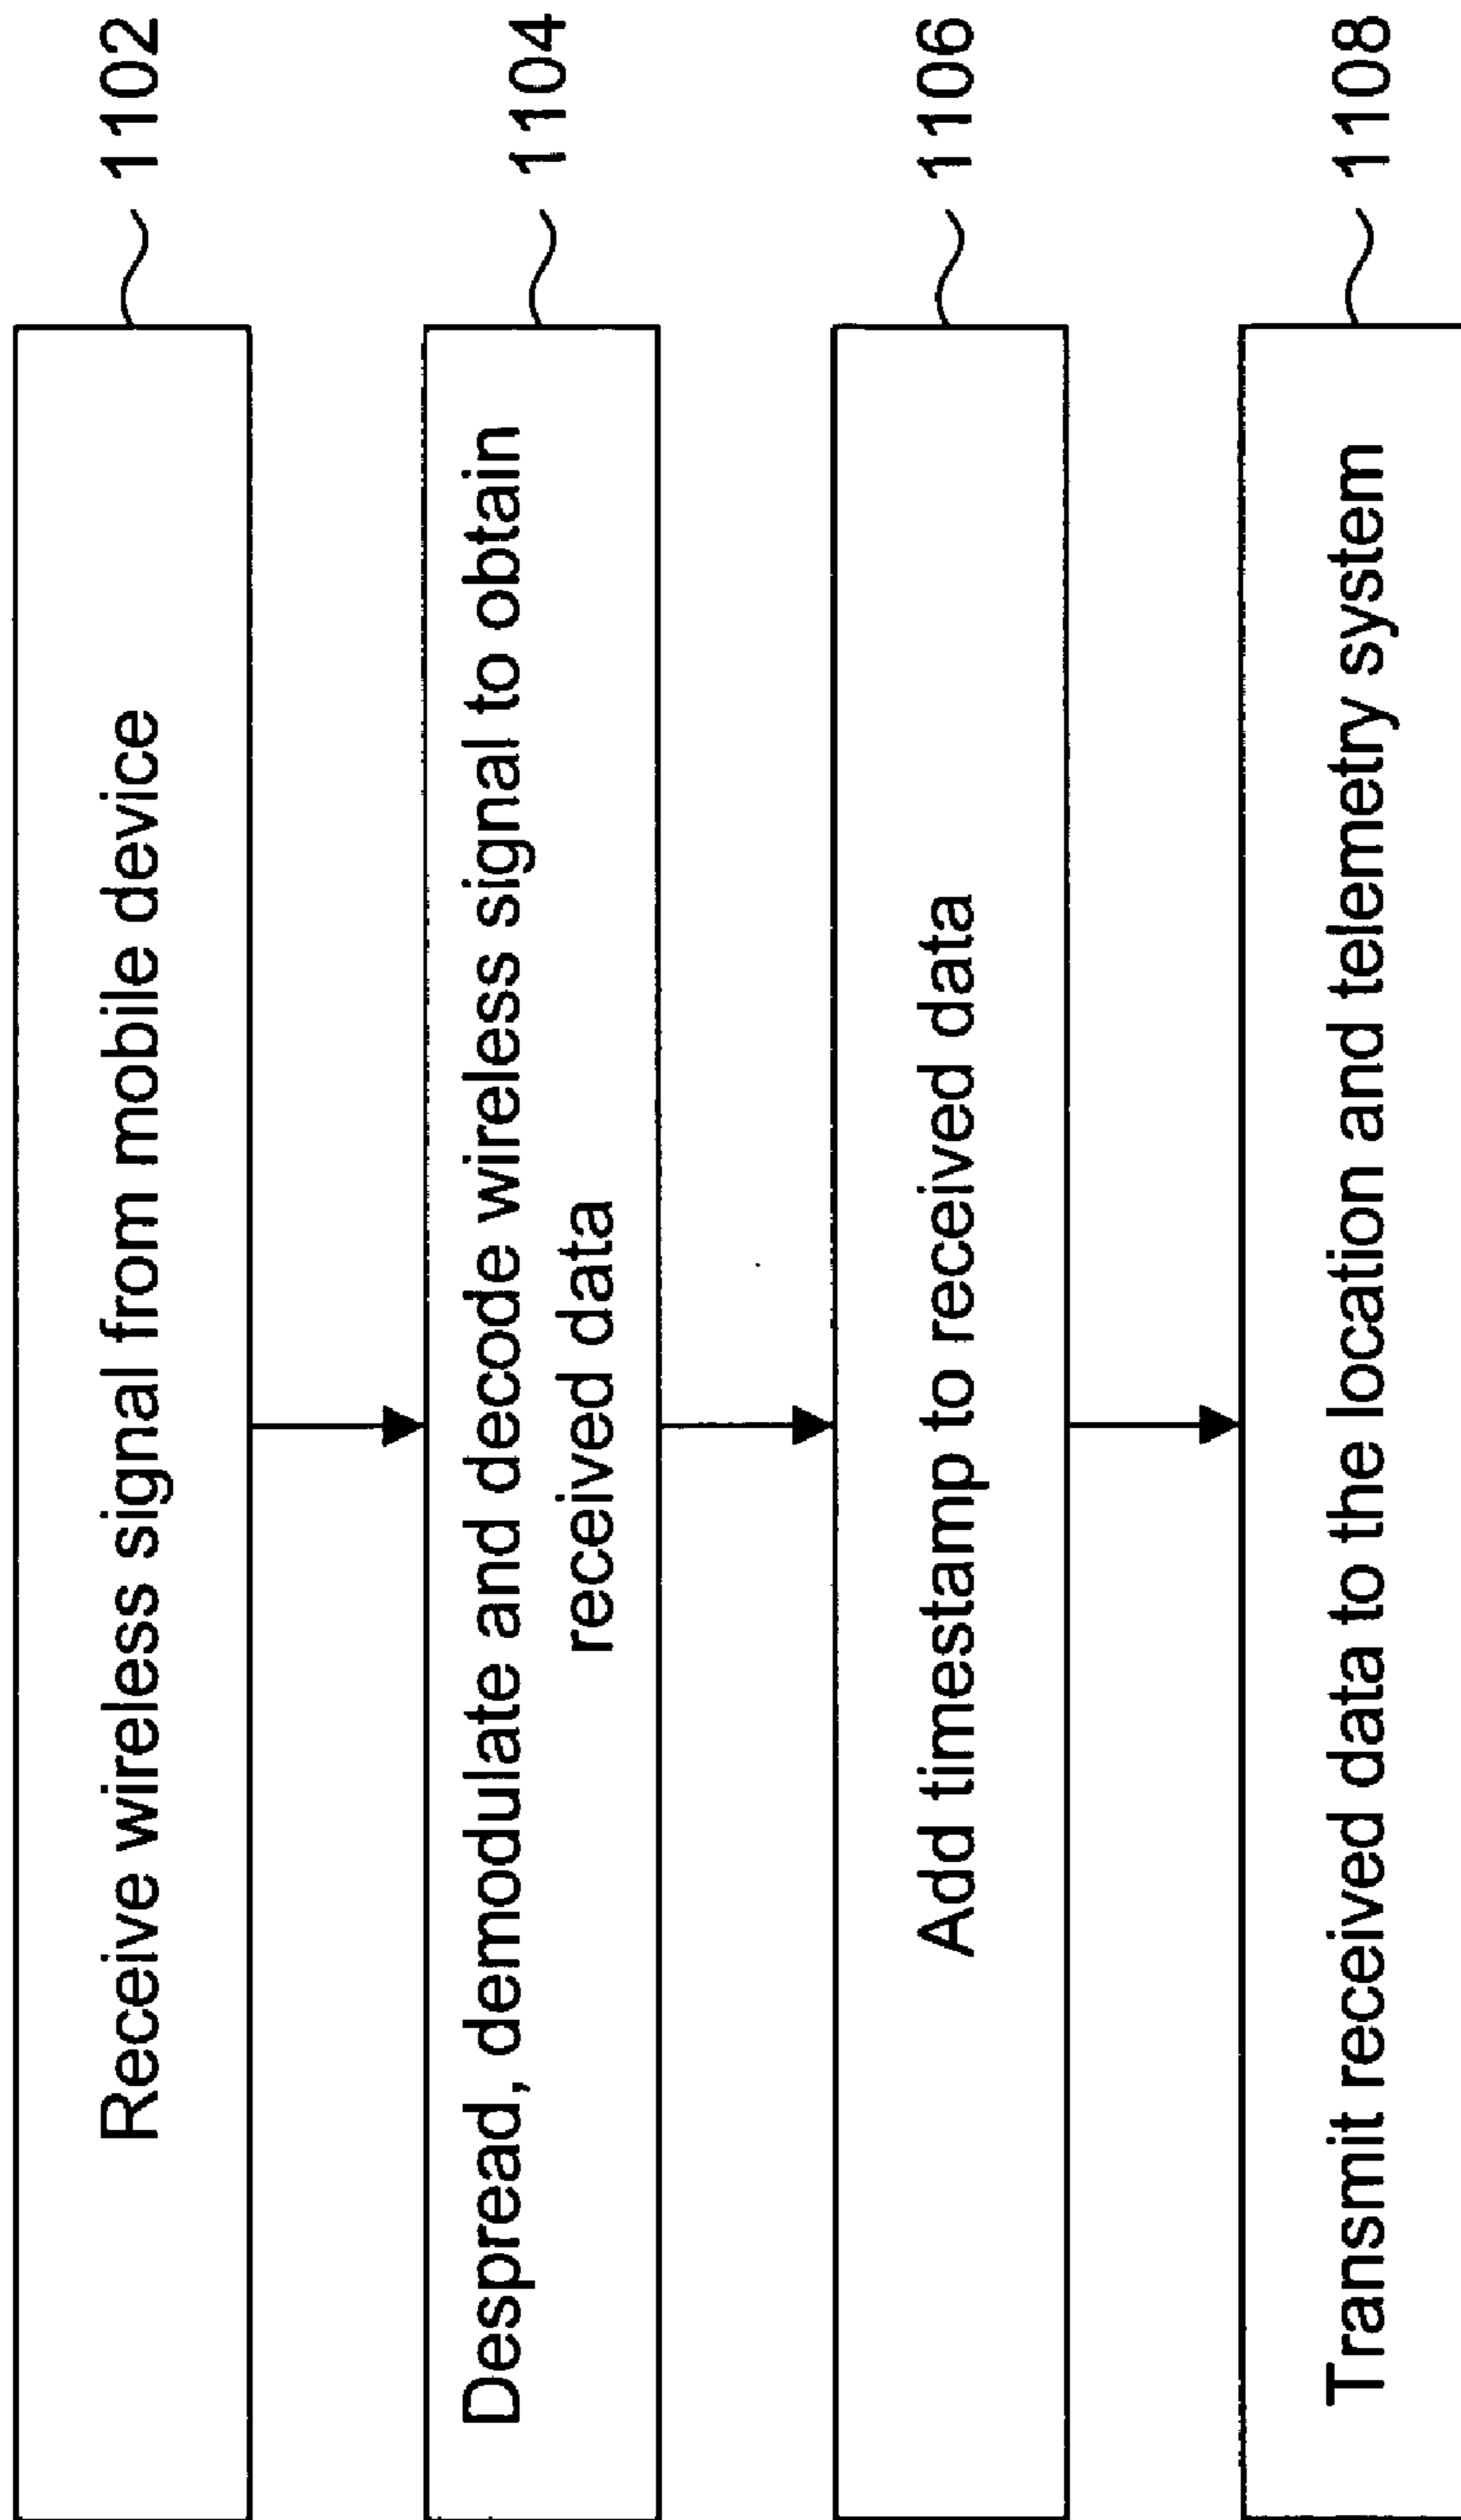 Receive wireless signal from mobile device
1102
Despread, demodulate and decode wireless signal to obtain
received data
1104
Add timestamp to received data
1106
Transmit received data to the location and telemetry system
1108